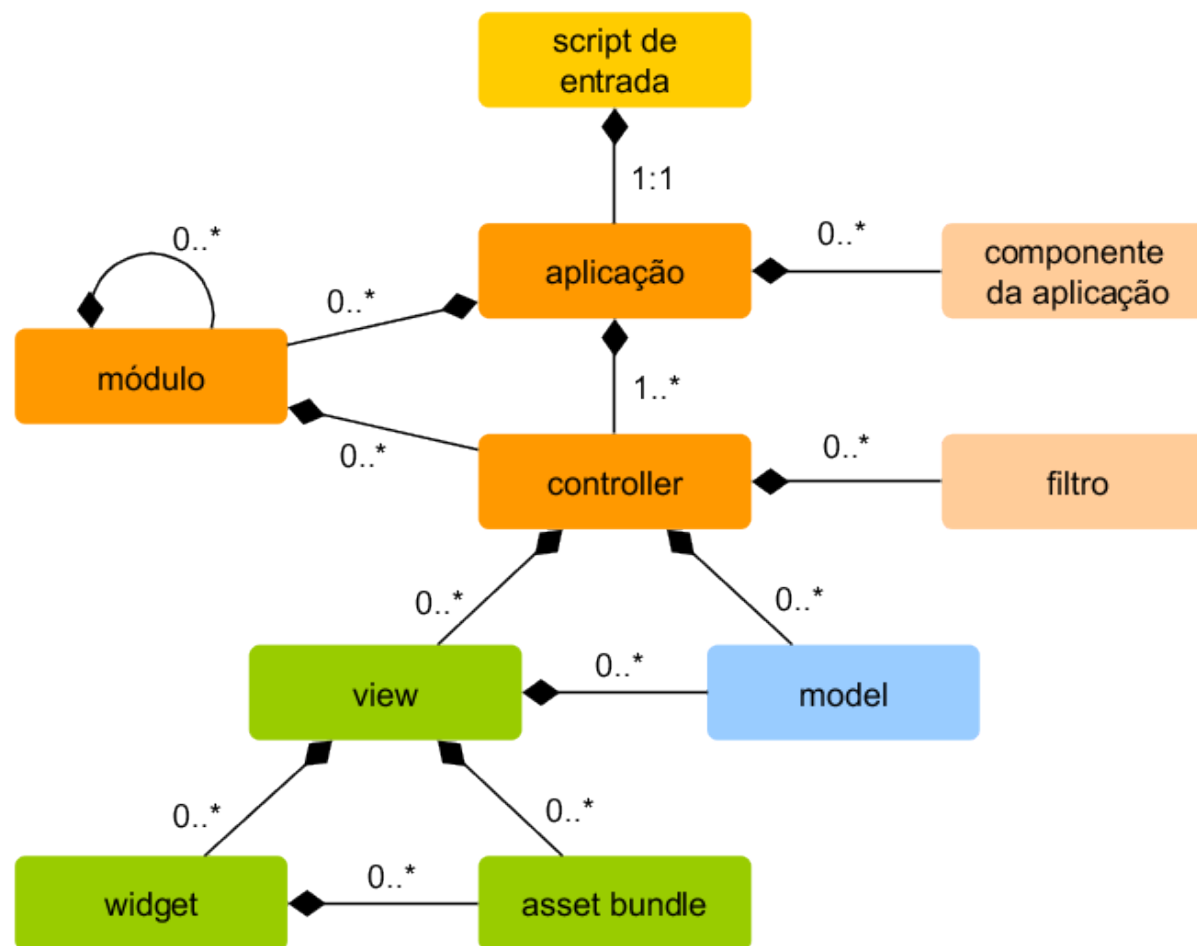 script de
entrada
1:1
0..*
0..*
0..*
aplicação
componente
da aplicação
módulo
1..*
0..*
0..*
controller
filtro
0..*
0..*
view
0..*
model
0..*
0..*
widget
0..*
asset bundle